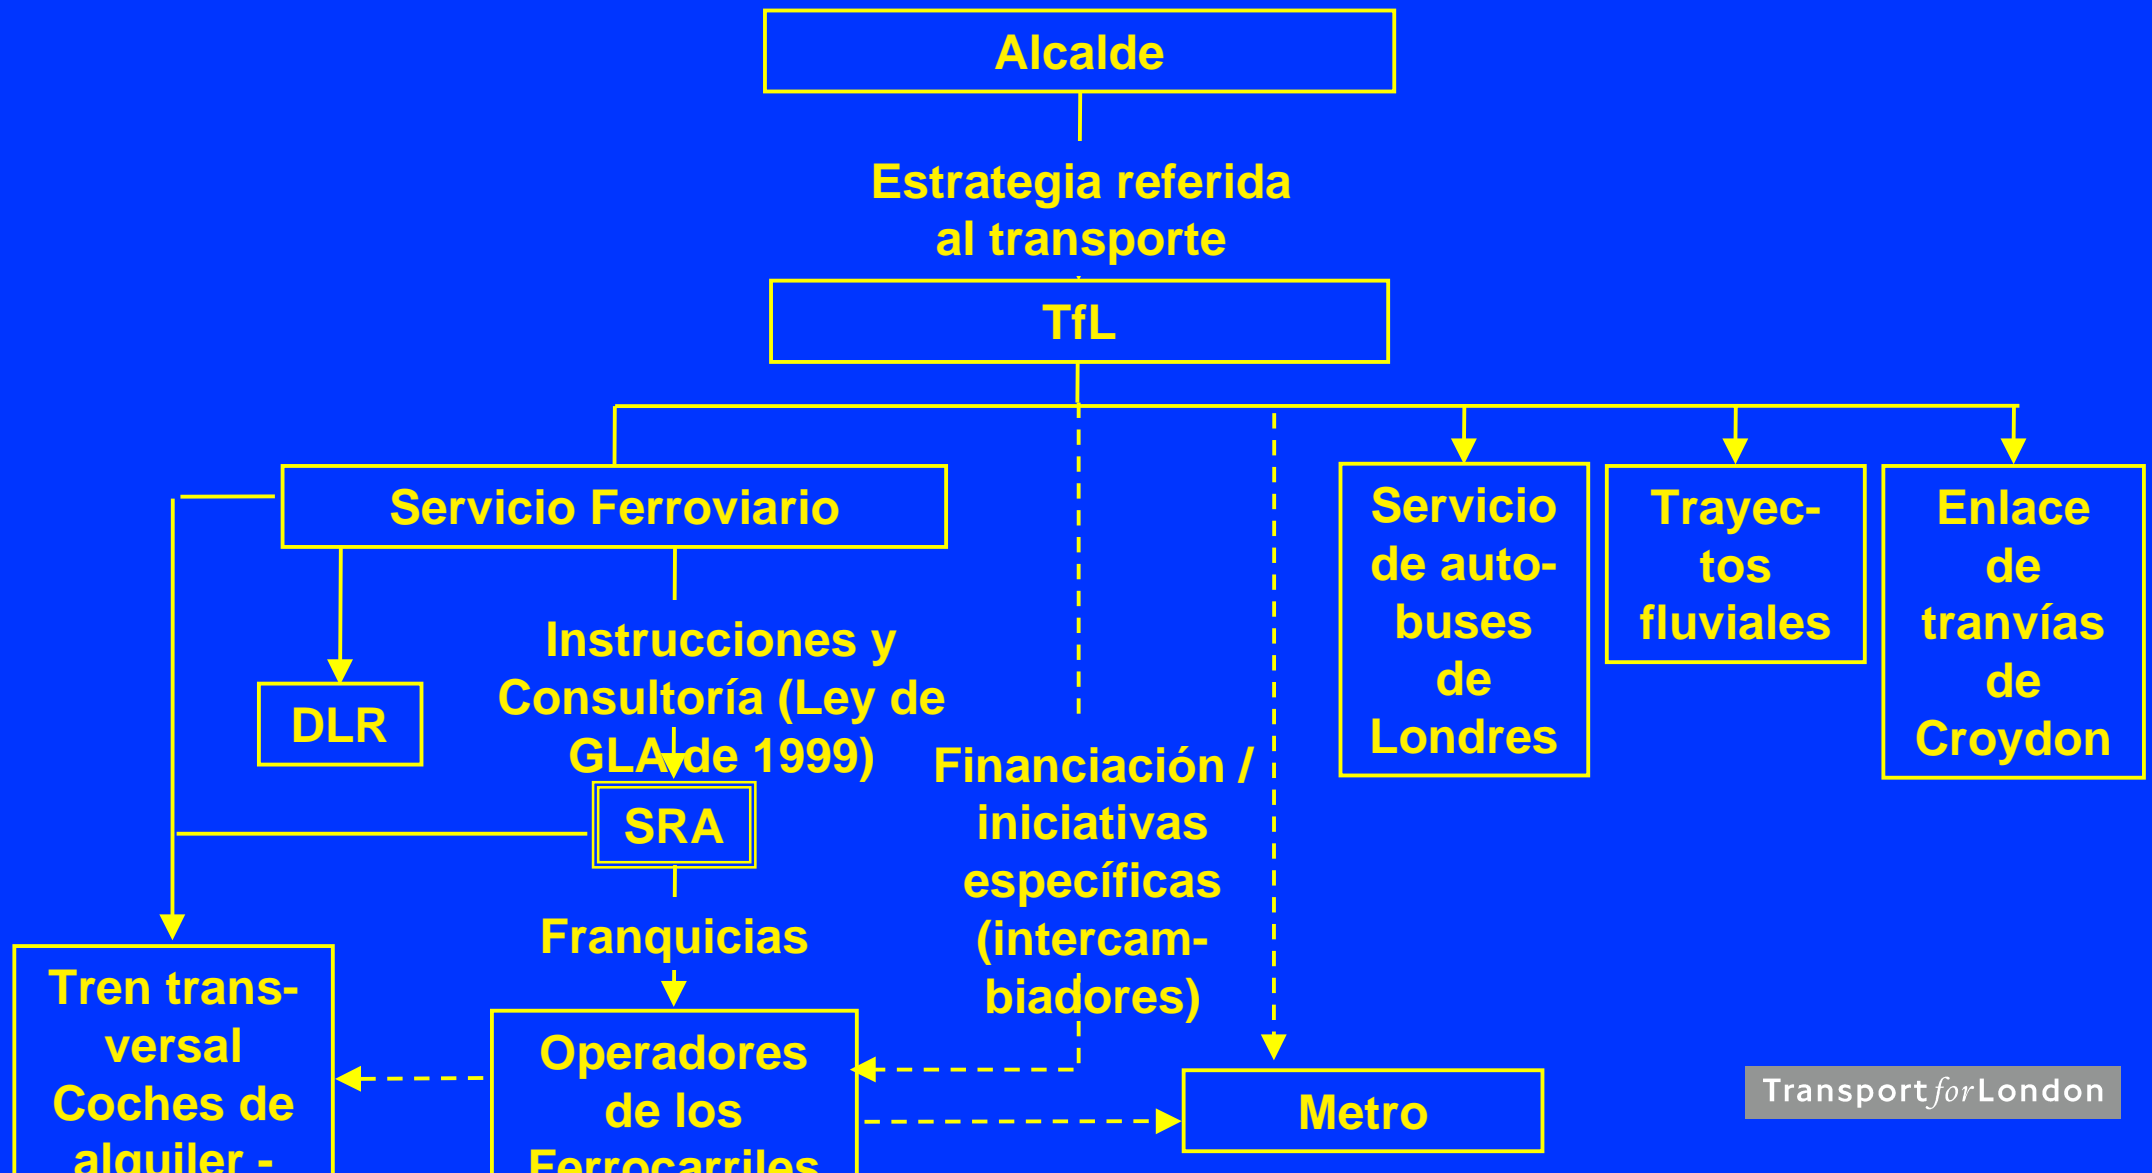 Alcalde
Estrategia referida
al transporte
TfL
Servicio Ferroviario
Servicio
de auto-
buses
de
Londres
Trayec-
tos
fluviales
Enlace
de
tranvías
de
Croydon
Instrucciones y
Consultoría (Ley de
GLA de 1999)
DLR
SRA
Financiación /
iniciativas
específicas
(intercam-
biadores)
Franquicias
Tren trans-
versal
Coches de
alquiler -
Operadores
de los
Ferrocarriles
Metro
Transport for London